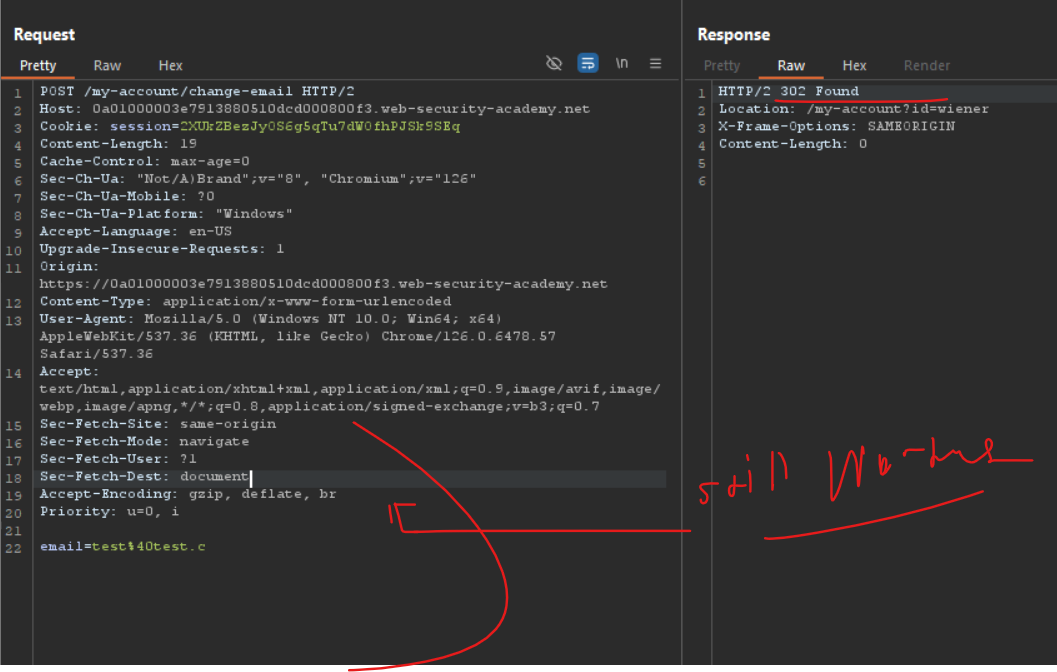 Request
Response
Pretty Raw Hex \n
Pretty Raw Hex Render
1 POST /my-account/change-email HTTP/2
2 Host: 0a01000003e7913880510dcd000800f3.web-security-academy.net
3 Cookie: session=2XUkZBezJyOS6g5qTu7dWOfhPJSk9SEq
4 Content-Length: 19
5 Cache-Control: max-age=0
6 Sec-Ch-Ua: "Not/A)Brand";v="8", "Chromium";v="126"
7 Sec-Ch-Ua-Mobile: ?0
8 Sec-Ch-Ua-Platform: "Windows"
9 Accept-Language: en-US
10 Upgrade-Insecure-Requests: 1
11 Origin:
https://0a01000003e7913880510dcd000800f3.web-security-academy.net
12 Content-Type: application/x-www-form-urlencoded
13 User-Agent: Mozilla/5.0 (Windows NT 10.0; Win64; x64)
AppleWebKit/537.36 (KHTML, like Gecko) Chrome/126.0.6478.57
Safari/537.36
14 Accept:
text/html,application/xhtml+xml,application/xml;q=0.9,image/avif,image/
webp,image/apng,*/*;q=0.8,application/signed-exchange;v=b3;q=0.7
15 Sec-Fetch-Site: same-origin
16 Sec-Fetch-Mode: navigate
17 Sec-Fetch-User: ?1
18 Sec-Fetch-Dest: document
19 Accept-Encoding: gzip, deflate, br
20 Priority: u=0, i
21
22 email=test%40test.c
1 HTTP/2 302 Found
2 Location: /my-account?id=wiener
3 X-Frame-Options: SAMEORIGIN
4 Content-Length: 0
5
6
still